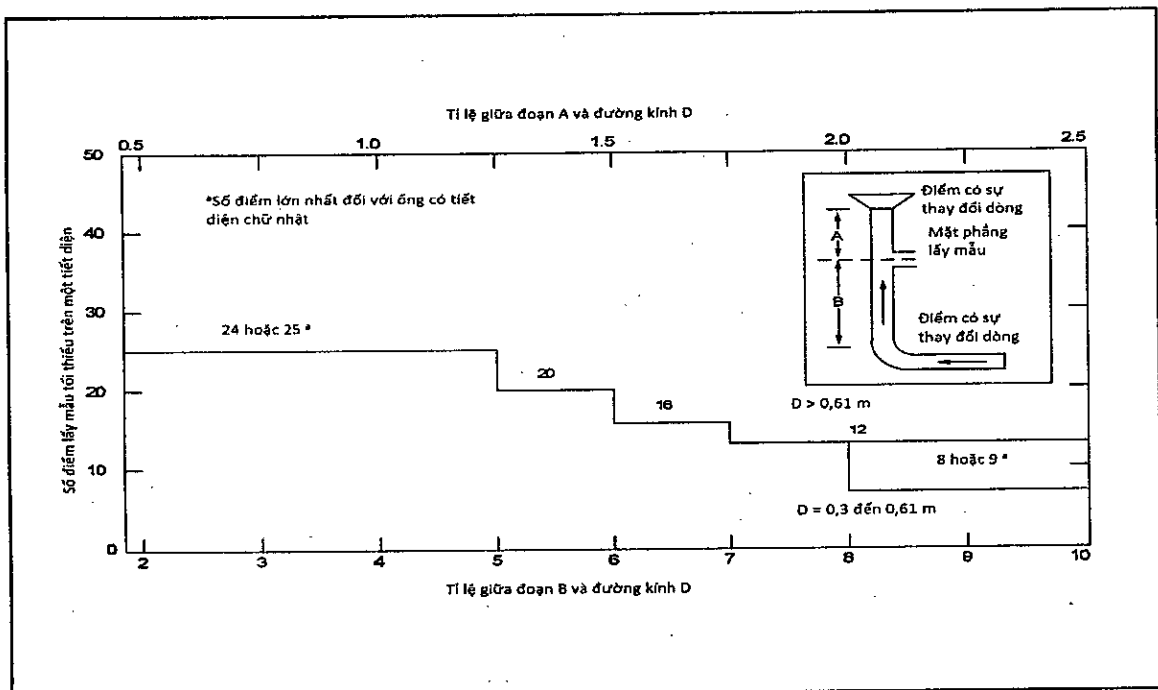 Tỉ lệ giữa đoạn A và đường kính D
0.5 1.0 1.5 2.0 2.5
50
40
30
20
10
0
Số điểm lấy mẫu tối thiểu trên một tiết diện
*Số điểm lớn nhất đối với ống có tiết
diện chữ nhật
Điểm có sự
thay đổi dòng
Mặt phẳng
lấy mẫu
A
B
Điểm có sự
thay đổi dòng
24 hoặc 25 a
20
16
D > 0,61 m
12
8 hoặc 9 a
D = 0,3 đến 0,61 m
2 3 4 5 6 7 8 9 10
Tỉ lệ giữa đoạn B và đường kính D